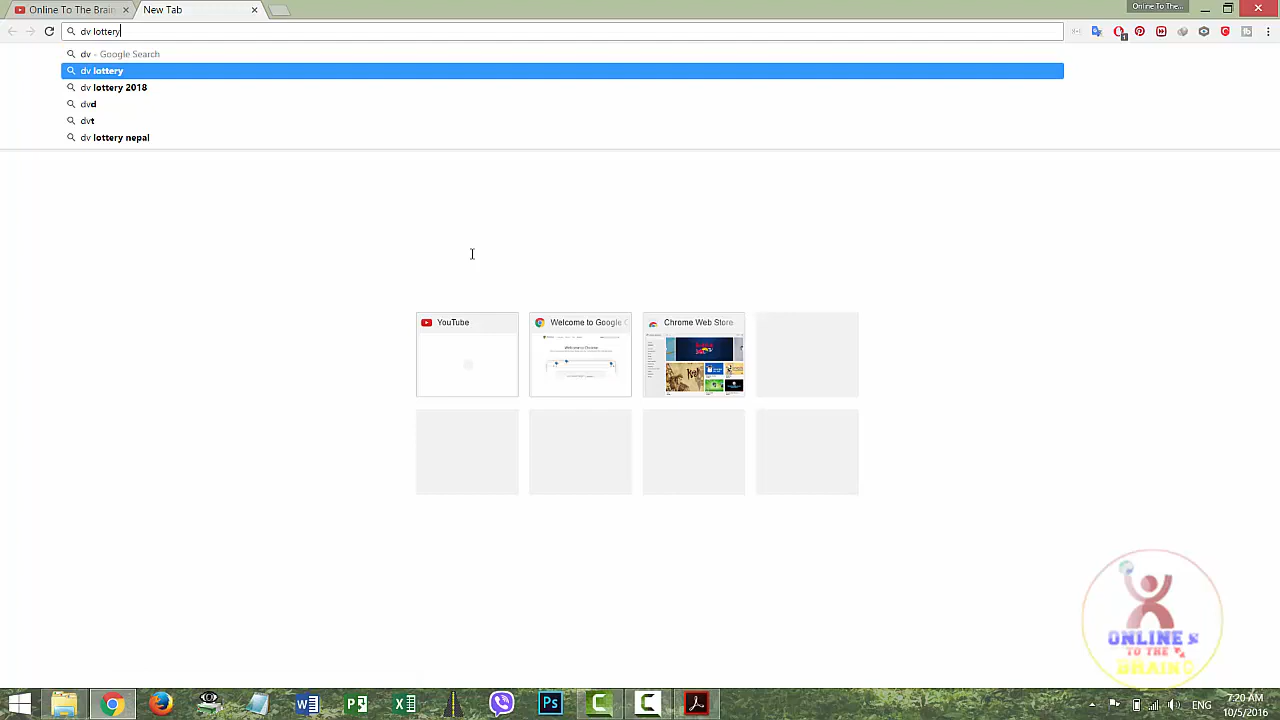 Online To The Brain
New Tab
Online To The...
dv lottery
dv - Google Search
dv lottery
dv lottery 2018
dvd
dvt
dv lottery nepal
YouTube
Welcome to Google C
Chrome Web Store
ONLINE
TO THE
BRAIN
7:20 AM
ENG
10/5/2016